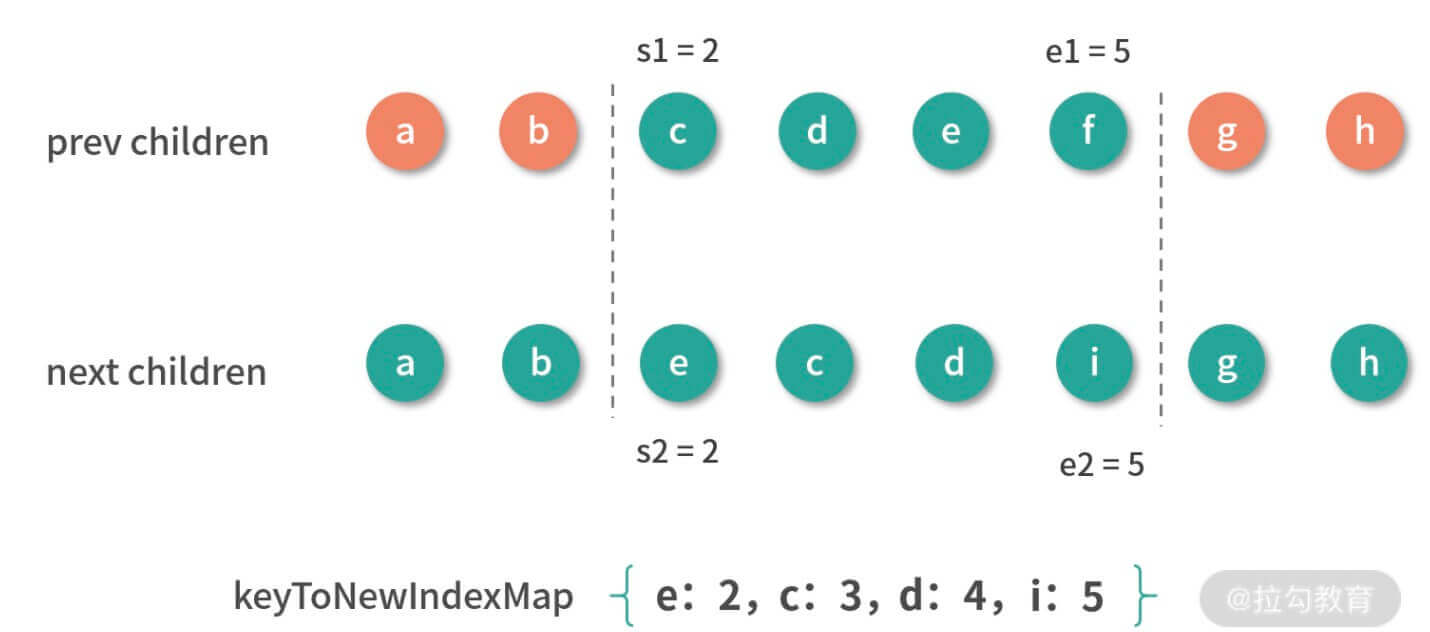 s1 = 2 e1 = 5
prev children a b c d e f g h
next children a b e c d i g h
s2 = 2 e2 = 5
keyToNewIndexMap { e: 2, c: 3, d: 4, i: 5 }
@拉勾教育